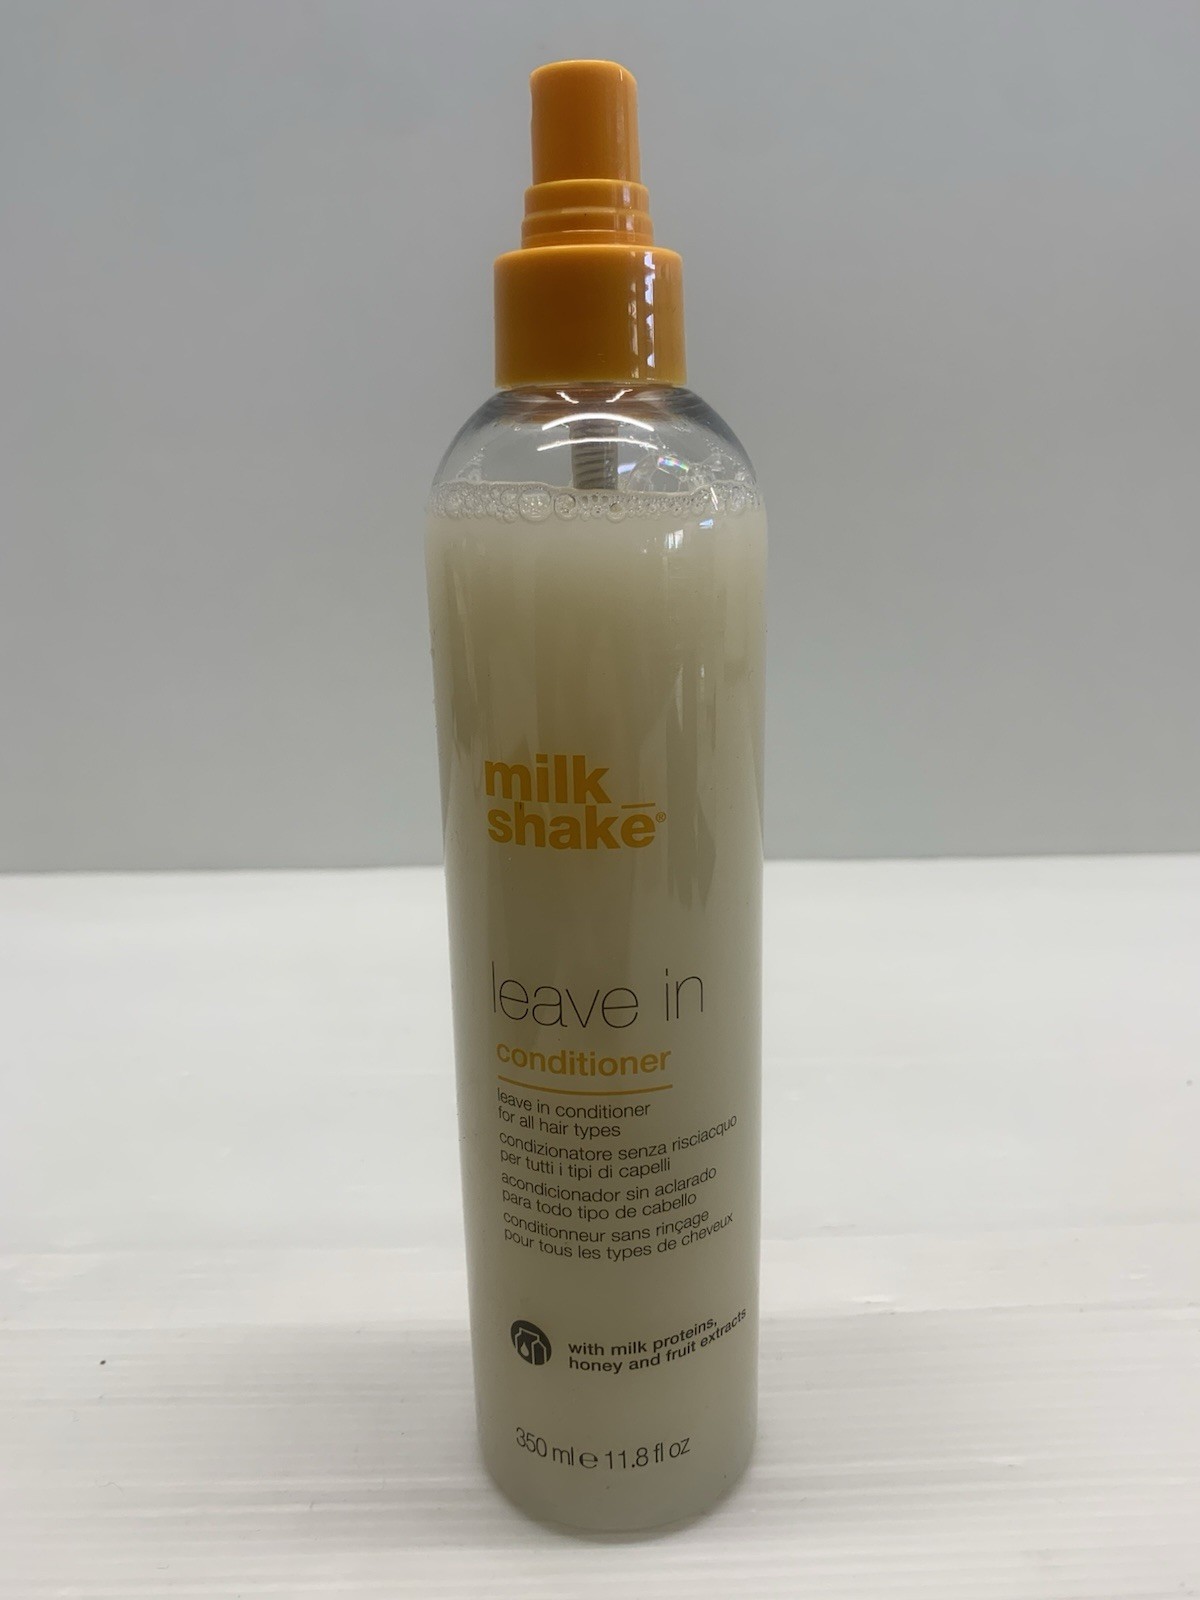 milk
shakē®
leave in
conditioner
leave in conditioner
for all hair types
condizionatore senza risciacquo
per tutti i tipi di capelli
acondicionador sin aclarado
para todo tipo de cabello
conditionneur sans rinçage
pour tous les types de cheveux
with milk proteins,
honey and fruit extracts
350 ml ℮ 11.8 fl oz